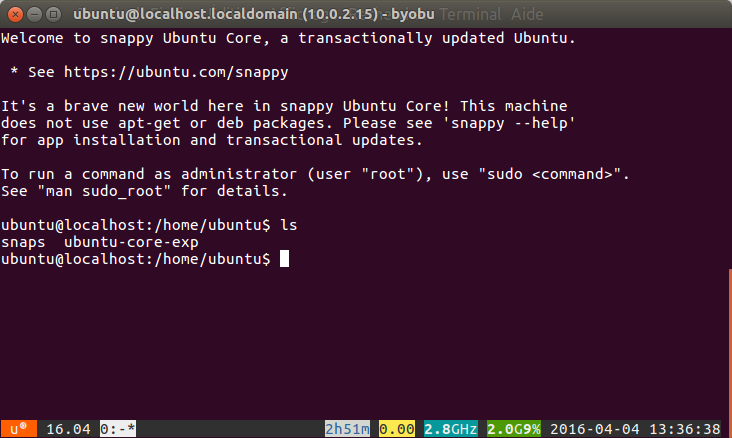 ubuntu@localhost.localdomain (10.0.2.15) - byobu Terminal Aide
Welcome to snappy Ubuntu Core, a transactionally updated Ubuntu.
* See https://ubuntu.com/snappy
It's a brave new world here in snappy Ubuntu Core! This machine
does not use apt-get or deb packages. Please see 'snappy --help'
for app installation and transactional updates.
To run a command as administrator (user "root"), use "sudo <command>".
See "man sudo_root" for details.
ubuntu@localhost:/home/ubuntu$ ls
snaps  ubuntu-core-exp
ubuntu@localhost:/home/ubuntu$
u® 16.04 0:-* 2h51m 0.00 2.8GHz 2.0G9% 2016-04-04 13:36:38